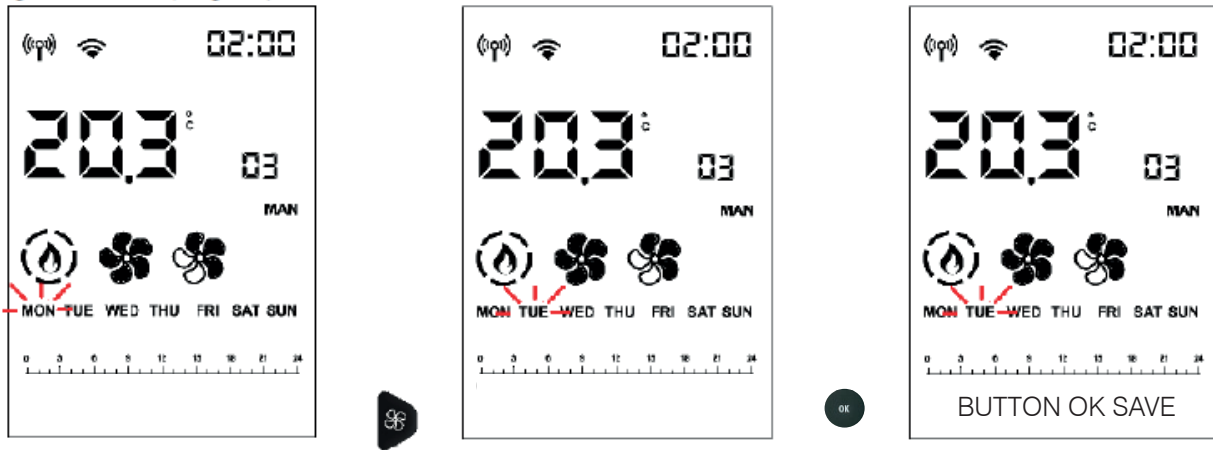 02:00
20.3 °C
03
MAN
MON TUE WED THU FRI SAT SUN
0 3 6 9 12 15 18 21 24
02:00
20.3 °C
03
MAN
MON TUE WED THU FRI SAT SUN
0 3 6 9 12 15 18 21 24
OK
02:00
20.3 °C
03
MAN
MON TUE WED THU FRI SAT SUN
0 3 6 9 12 15 18 21 24
BUTTON OK SAVE